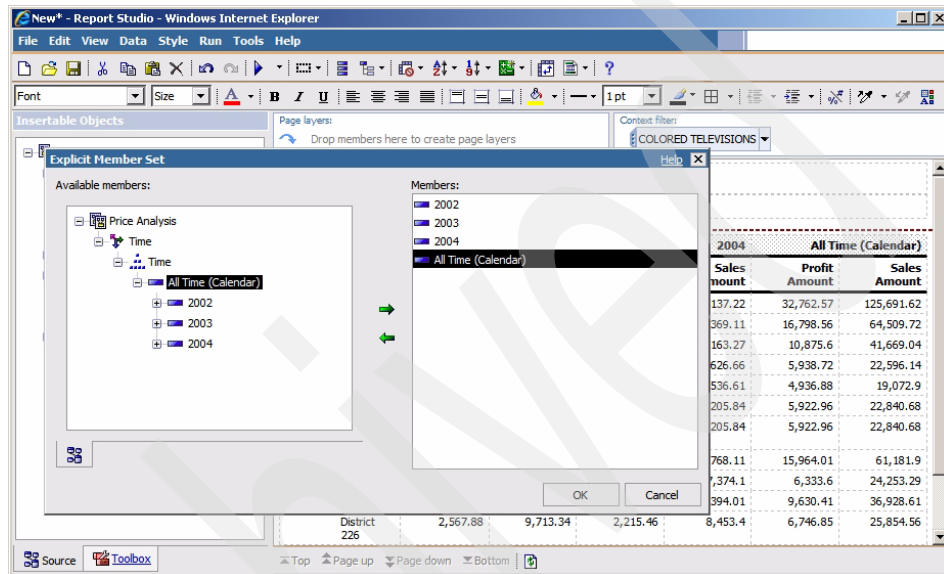 New* - Report Studio - Windows Internet Explorer
File Edit View Data Style Run Tools Help
Font Size A B I U 1 pt
Insertable Objects
Page layers:
Drop members here to create page layers
Context filter:
COLORED TELEVISIONS
Explicit Member Set Help X
Available members:
Price Analysis
Time
Time
All Time (Calendar)
2002
2003
2004
Members:
2002
2003
2004
All Time (Calendar)
OK Cancel
2004 All Time (Calendar)
Sales Profit Sales
mount Amount Amount
137.22 32,762.57 125,691.62
369.11 16,798.56 64,509.72
163.27 10,875.6 41,669.04
626.66 5,938.72 22,596.14
536.61 4,936.88 19,072.9
205.84 5,922.96 22,840.68
205.84 5,922.96 22,840.68
768.11 15,964.01 61,181.9
,374.1 6,333.6 24,253.29
394.01 9,630.41 36,928.61
District 2,567.88 9,713.34 2,215.46 8,453.4 6,746.85 25,854.56
226
Source Toolbox Top Page up Page down Bottom